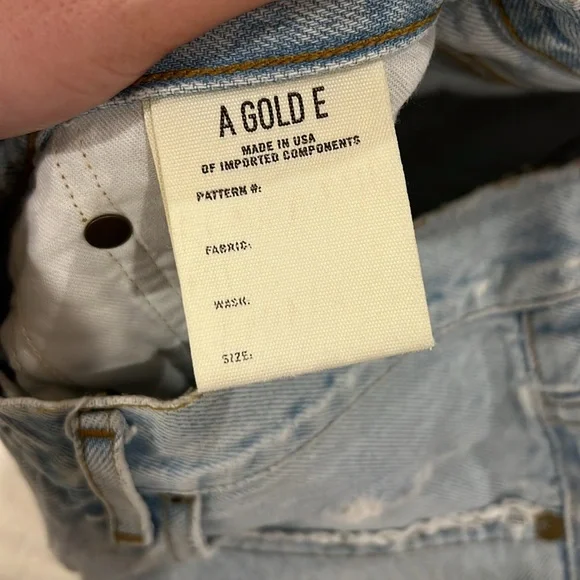 A GOLD E
MADE IN USA
OF IMPORTED COMPONENTS
PATTERN #:
FABRIC:
WASH:
SIZE: